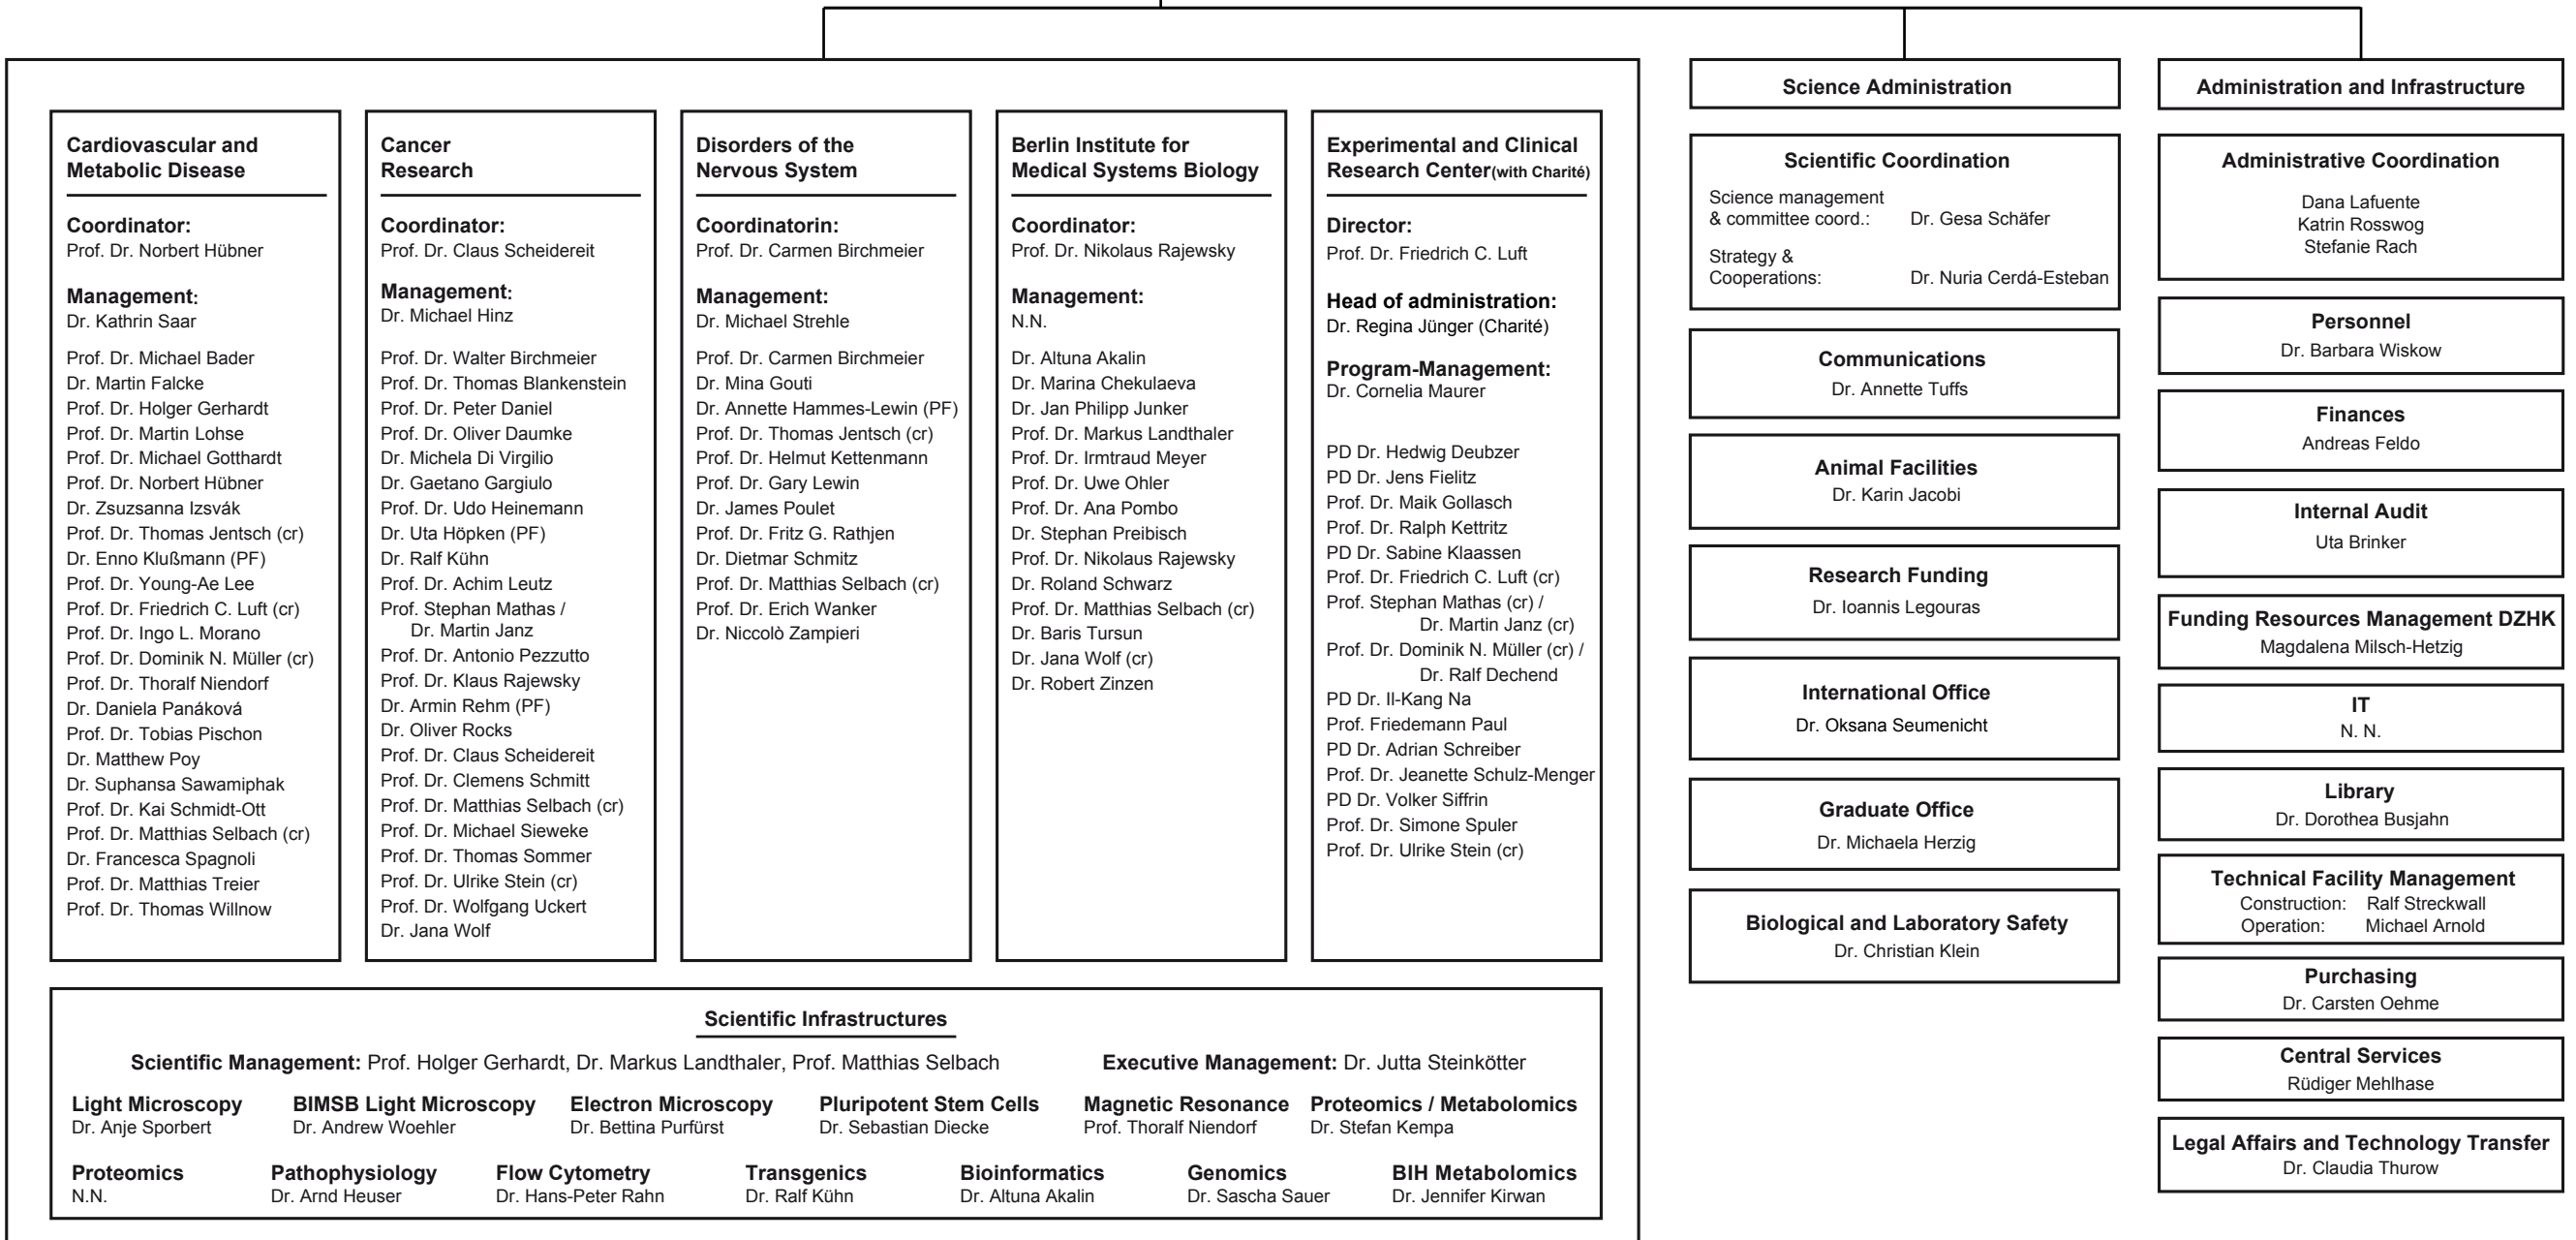 Cardiovascular and
Metabolic Disease
Coordinator:
Prof. Dr. Norbert Hübner
Management:
Dr. Kathrin Saar
Prof. Dr. Michael Bader
Dr. Martin Falcke
Prof. Dr. Holger Gerhardt
Prof. Dr. Martin Lohse
Prof. Dr. Michael Gotthardt
Prof. Dr. Norbert Hübner
Dr. Zsuzsanna Izsvák
Prof. Dr. Thomas Jentsch (cr)
Dr. Enno Klußmann (PF)
Prof. Dr. Young-Ae Lee
Prof. Dr. Friedrich C. Luft (cr)
Prof. Dr. Ingo L. Morano
Prof. Dr. Dominik N. Müller (cr)
Prof. Dr. Thoralf Niendorf
Dr. Daniela Panáková
Prof. Dr. Tobias Pischon
Dr. Matthew Poy
Dr. Suphansa Sawamiphak
Prof. Dr. Kai Schmidt-Ott
Prof. Dr. Matthias Selbach (cr)
Dr. Francesca Spagnoli
Prof. Dr. Matthias Treier
Prof. Dr. Thomas Willnow
Cancer
Research
Coordinator:
Prof. Dr. Claus Scheidereit
Management:
Dr. Michael Hinz
Prof. Dr. Walter Birchmeier
Prof. Dr. Thomas Blankenstein
Prof. Dr. Peter Daniel
Prof. Dr. Oliver Daumke
Dr. Michela Di Virgilio
Dr. Gaetano Gargiulo
Prof. Dr. Udo Heinemann
Dr. Uta Höpken (PF)
Dr. Ralf Kühn
Prof. Dr. Achim Leutz
Prof. Stephan Mathas /
Dr. Martin Janz
Prof. Dr. Antonio Pezzutto
Prof. Dr. Klaus Rajewsky
Dr. Armin Rehm (PF)
Dr. Oliver Rocks
Prof. Dr. Claus Scheidereit
Prof. Dr. Clemens Schmitt
Prof. Dr. Matthias Selbach (cr)
Prof. Dr. Michael Sieweke
Prof. Dr. Thomas Sommer
Prof. Dr. Ulrike Stein (cr)
Prof. Dr. Wolfgang Uckert
Dr. Jana Wolf
Disorders of the
Nervous System
Coordinatorin:
Prof. Dr. Carmen Birchmeier
Management:
Dr. Michael Strehle
Prof. Dr. Carmen Birchmeier
Dr. Mina Gouti
Dr. Annette Hammes-Lewin (PF)
Prof. Dr. Thomas Jentsch (cr)
Prof. Dr. Helmut Kettenmann
Prof. Dr. Gary Lewin
Dr. James Poulet
Prof. Dr. Fritz G. Rathjen
Dr. Dietmar Schmitz
Prof. Dr. Matthias Selbach (cr)
Prof. Dr. Erich Wanker
Dr. Niccolò Zampieri
Berlin Institute for
Medical Systems Biology
Coordinator:
Prof. Dr. Nikolaus Rajewsky
Management:
N.N.
Dr. Altuna Akalin
Dr. Marina Chekulaeva
Dr. Jan Philipp Junker
Prof. Dr. Markus Landthaler
Prof. Dr. Irmtraud Meyer
Prof. Dr. Uwe Ohler
Prof. Dr. Ana Pombo
Dr. Stephan Preibisch
Prof. Dr. Nikolaus Rajewsky
Dr. Roland Schwarz
Prof. Dr. Matthias Selbach (cr)
Dr. Baris Tursun
Dr. Jana Wolf (cr)
Dr. Robert Zinzen
Experimental and Clinical
Research Center(with Charité)
Director:
Prof. Dr. Friedrich C. Luft
Head of administration:
Dr. Regina Jünger (Charité)
Program-Management:
Dr. Cornelia Maurer
PD Dr. Hedwig Deubzer
PD Dr. Jens Fielitz
Prof. Dr. Maik Gollasch
Prof. Dr. Ralph Kettritz
PD Dr. Sabine Klaassen
Prof. Dr. Friedrich C. Luft (cr)
Prof. Stephan Mathas (cr) /
Dr. Martin Janz (cr)
Prof. Dr. Dominik N. Müller (cr) /
Dr. Ralf Dechend
PD Dr. Il-Kang Na
Prof. Friedemann Paul
PD Dr. Adrian Schreiber
Prof. Dr. Jeanette Schulz-Menger
PD Dr. Volker Siffrin
Prof. Dr. Simone Spuler
Prof. Dr. Ulrike Stein (cr)
Scientific Infrastructures
Scientific Management: Prof. Holger Gerhardt, Dr. Markus Landthaler, Prof. Matthias Selbach Executive Management: Dr. Jutta Steinkötter
Light Microscopy BIMSB Light Microscopy Electron Microscopy Pluripotent Stem Cells Magnetic Resonance Proteomics / Metabolomics
Dr. Anje Sporbert Dr. Andrew Woehler Dr. Bettina Purfürst Dr. Sebastian Diecke Prof. Thoralf Niendorf Dr. Stefan Kempa
Proteomics Pathophysiology Flow Cytometry Transgenics Bioinformatics Genomics BIH Metabolomics
N.N. Dr. Arnd Heuser Dr. Hans-Peter Rahn Dr. Ralf Kühn Dr. Altuna Akalin Dr. Sascha Sauer Dr. Jennifer Kirwan
Science Administration
Scientific Coordination
Science management
& committee coord.: Dr. Gesa Schäfer
Strategy &
Cooperations: Dr. Nuria Cerdá-Esteban
Communications
Dr. Annette Tuffs
Animal Facilities
Dr. Karin Jacobi
Research Funding
Dr. Ioannis Legouras
International Office
Dr. Oksana Seumenicht
Graduate Office
Dr. Michaela Herzig
Biological and Laboratory Safety
Dr. Christian Klein
Administration and Infrastructure
Administrative Coordination
Dana Lafuente
Katrin Rosswog
Stefanie Rach
Personnel
Dr. Barbara Wiskow
Finances
Andreas Feldo
Internal Audit
Uta Brinker
Funding Resources Management DZHK
Magdalena Milsch-Hetzig
IT
N. N.
Library
Dr. Dorothea Busjahn
Technical Facility Management
Construction: Ralf Streckwall
Operation: Michael Arnold
Purchasing
Dr. Carsten Oehme
Central Services
Rüdiger Mehlhase
Legal Affairs and Technology Transfer
Dr. Claudia Thurow